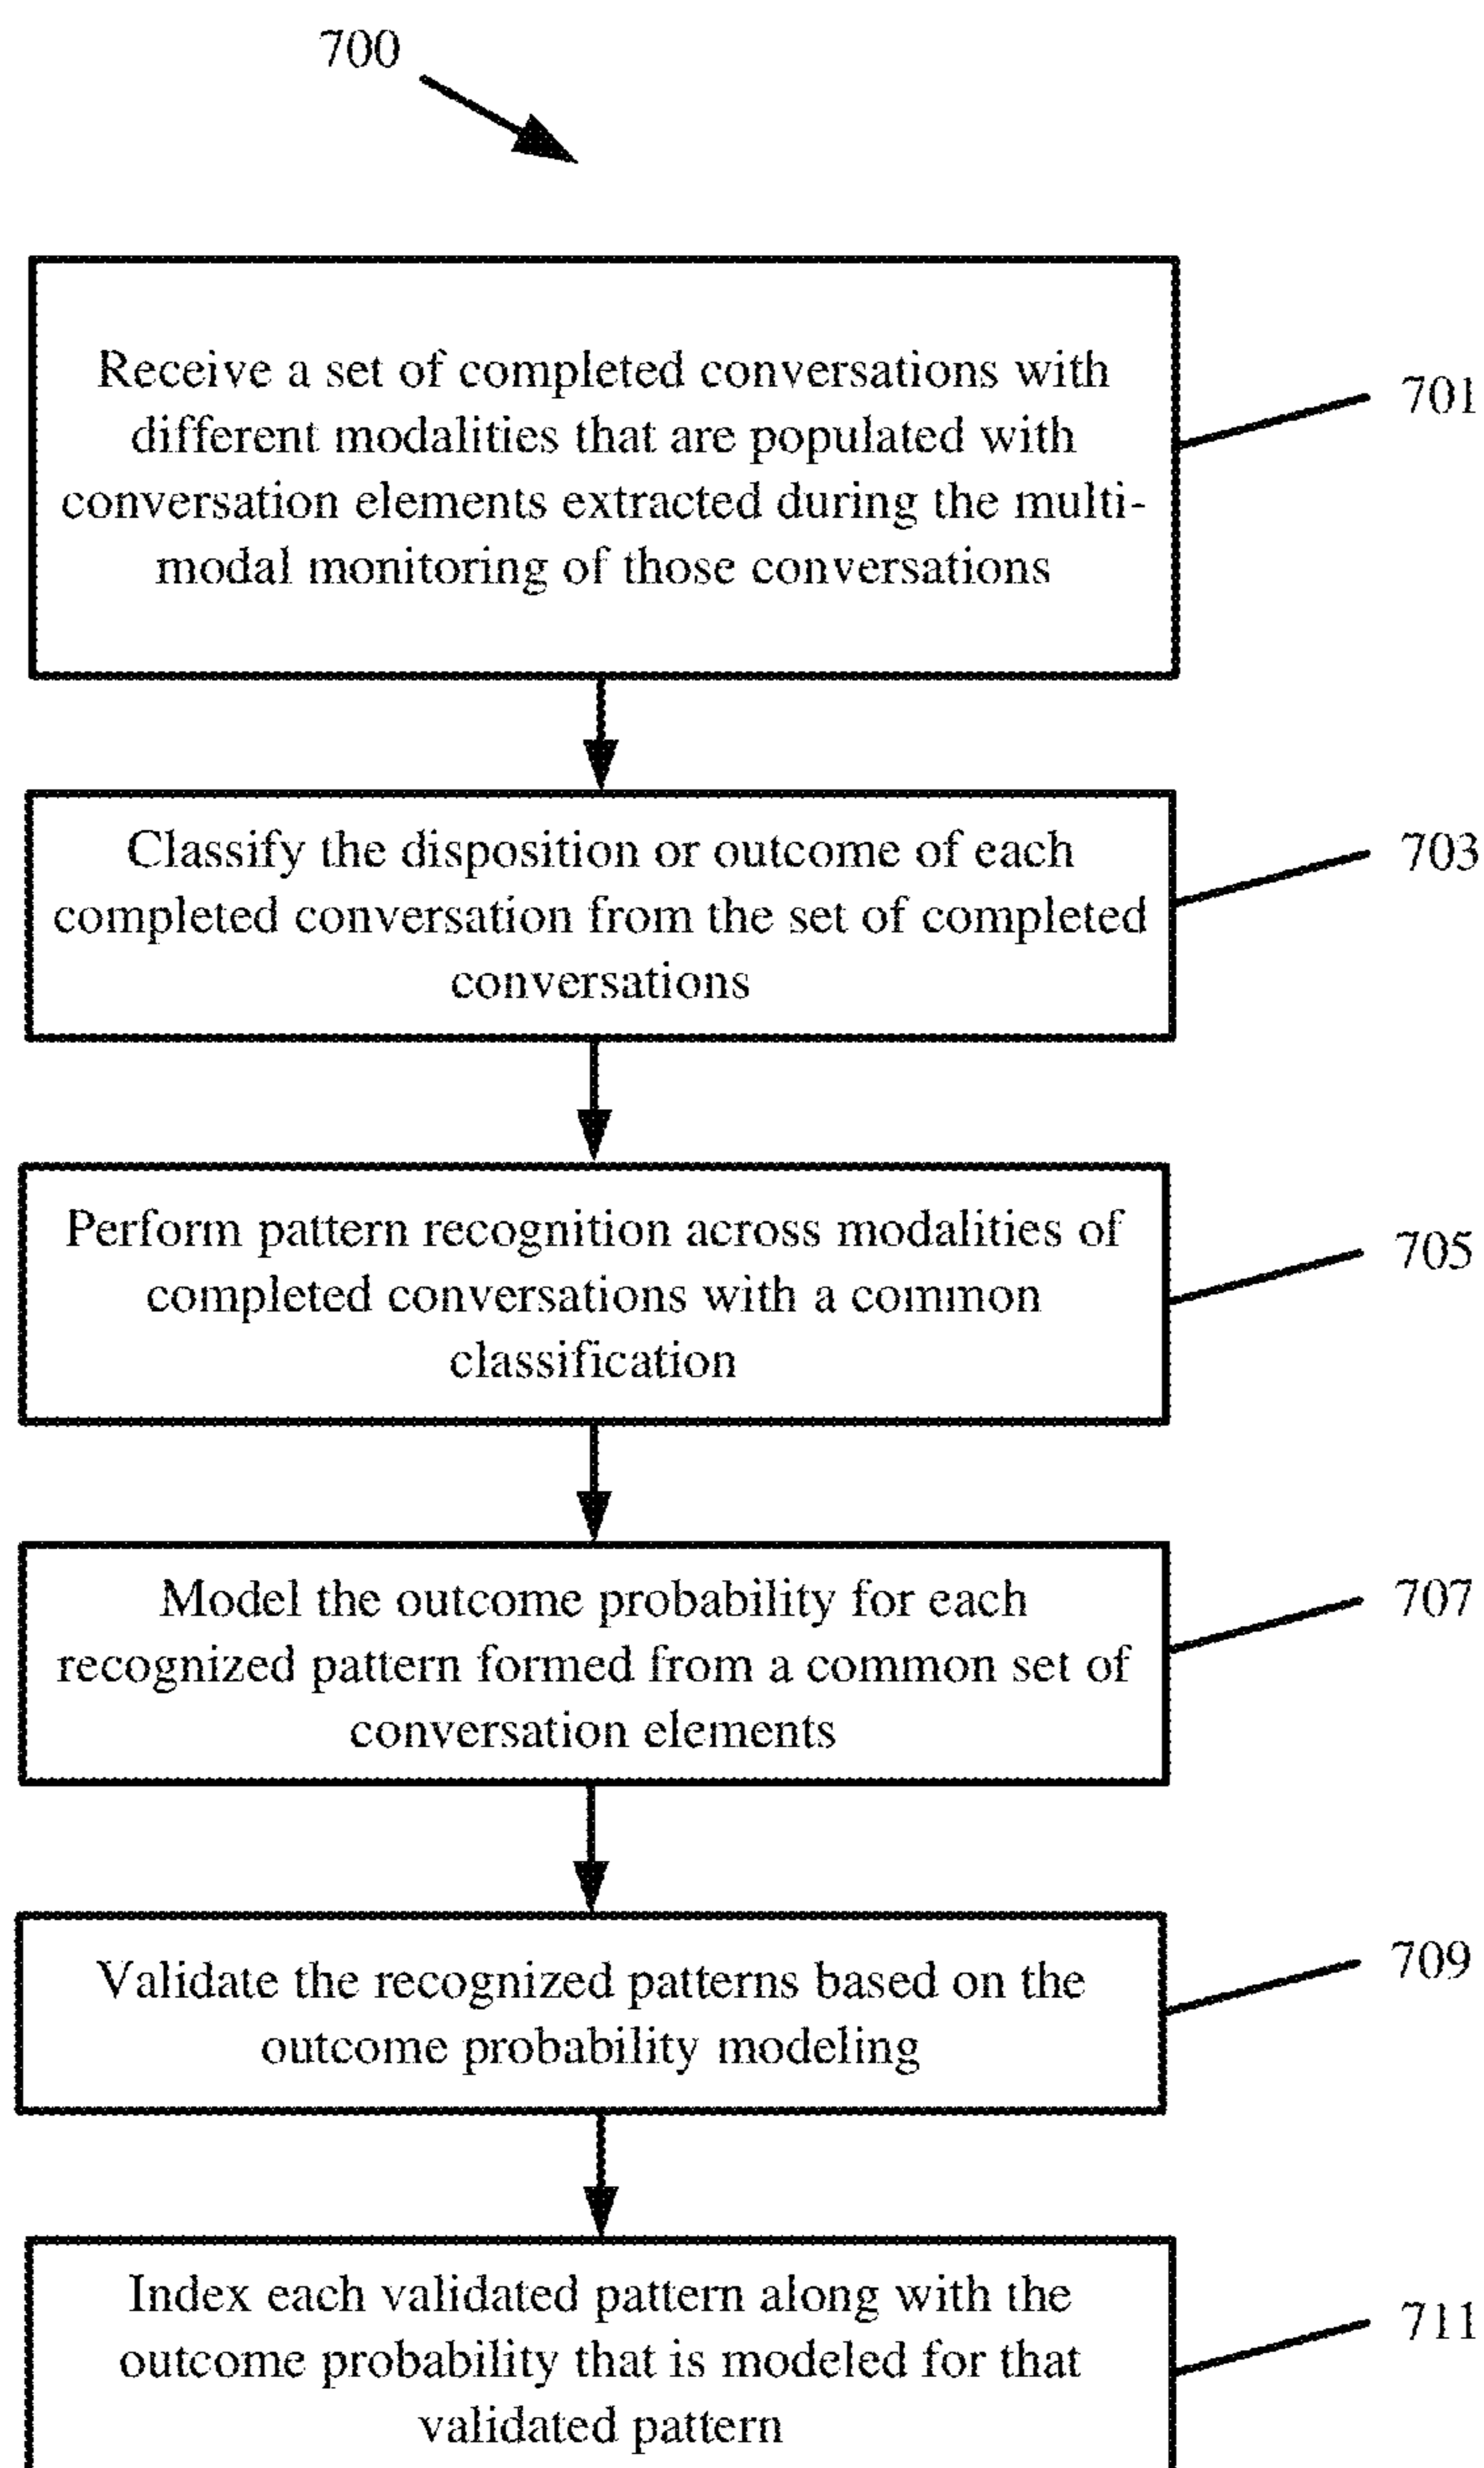 700
Receive a set of completed conversations with
different modalities that are populated with
conversation elements extracted during the multi-
modal monitoring of those conversations
701
Classify the disposition or outcome of each
completed conversation from the set of completed
conversations
703
Perform pattern recognition across modalities of
completed conversations with a common
classification
705
Model the outcome probability for each
recognized pattern formed from a common set of
conversation elements
707
Validate the recognized patterns based on the
outcome probability modeling
709
Index each validated pattern along with the
outcome probability that is modeled for that
validated pattern
711